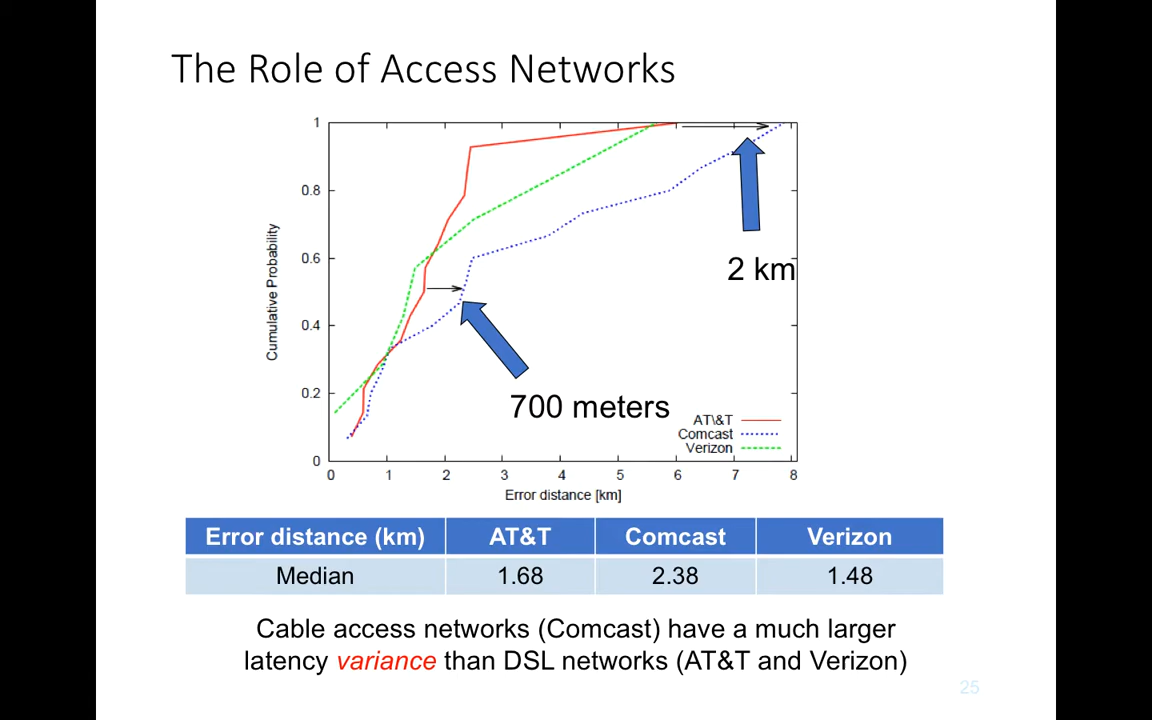 The Role of Access Networks
1
0.8
0.6
0.4
0.2
0
Cumulative Probability
0 1 2 3 4 5 6 7 8
Error distance [km]
2 km
700 meters
AT\&T
Comcast
Verizon
Error distance (km) AT&T Comcast Verizon
Median 1.68 2.38 1.48
Cable access networks (Comcast) have a much larger
latency variance than DSL networks (AT&T and Verizon)
25